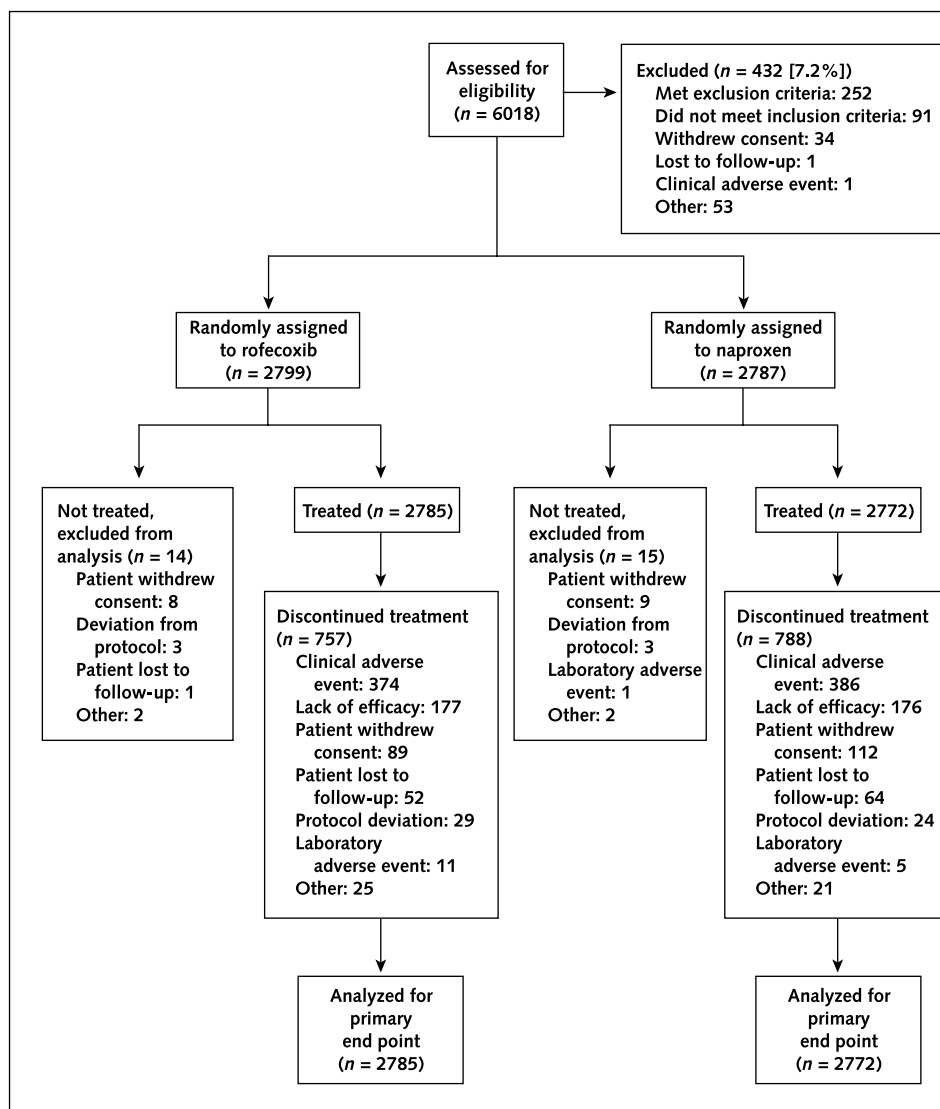 Assessed for
eligibility
(n = 6018)
Excluded (n = 432 [7.2%])
Met exclusion criteria: 252
Did not meet inclusion criteria: 91
Withdrew consent: 34
Lost to follow-up: 1
Clinical adverse event: 1
Other: 53
Randomly assigned
to rofecoxib
(n = 2799)
Randomly assigned
to naproxen
(n = 2787)
Not treated,
excluded from
analysis (n = 14)
Patient withdrew
consent: 8
Deviation from
protocol: 3
Patient lost to
follow-up: 1
Other: 2
Treated (n = 2785)
Discontinued treatment
(n = 757)
Clinical adverse
event: 374
Lack of efficacy: 177
Patient withdrew
consent: 89
Patient lost to
follow-up: 52
Protocol deviation: 29
Laboratory
adverse event: 11
Other: 25
Analyzed for
primary
end point
(n = 2785)
Not treated,
excluded from
analysis (n = 15)
Patient withdrew
consent: 9
Deviation from
protocol: 3
Laboratory adverse
event: 1
Other: 2
Treated (n = 2772)
Discontinued treatment
(n = 788)
Clinical adverse
event: 386
Lack of efficacy: 176
Patient withdrew
consent: 112
Patient lost to
follow-up: 64
Protocol deviation: 24
Laboratory
adverse event: 5
Other: 21
Analyzed for
primary
end point
(n = 2772)